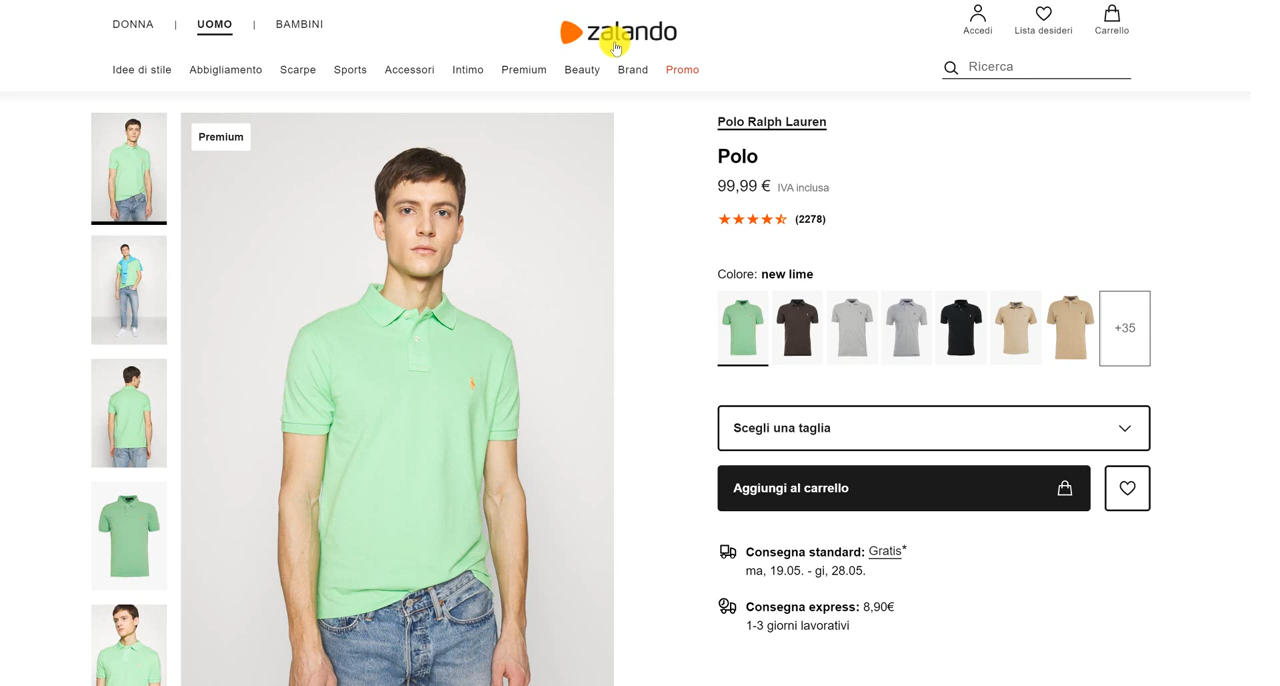 DONNA | UOMO | BAMBINI
zalando
Accedi Lista desideri Carrello
Idee di stile Abbigliamento Scarpe Sports Accessori Intimo Premium Beauty Brand Promo
Ricerca
Premium
Polo Ralph Lauren
Polo
99,99 € IVA inclusa
(2278)
Colore: new lime
+35
Scegli una taglia
Aggiungi al carrello
Consegna standard: Gratis*
ma, 19.05. - gi, 28.05.
Consegna express: 8,90€
1-3 giorni lavorativi